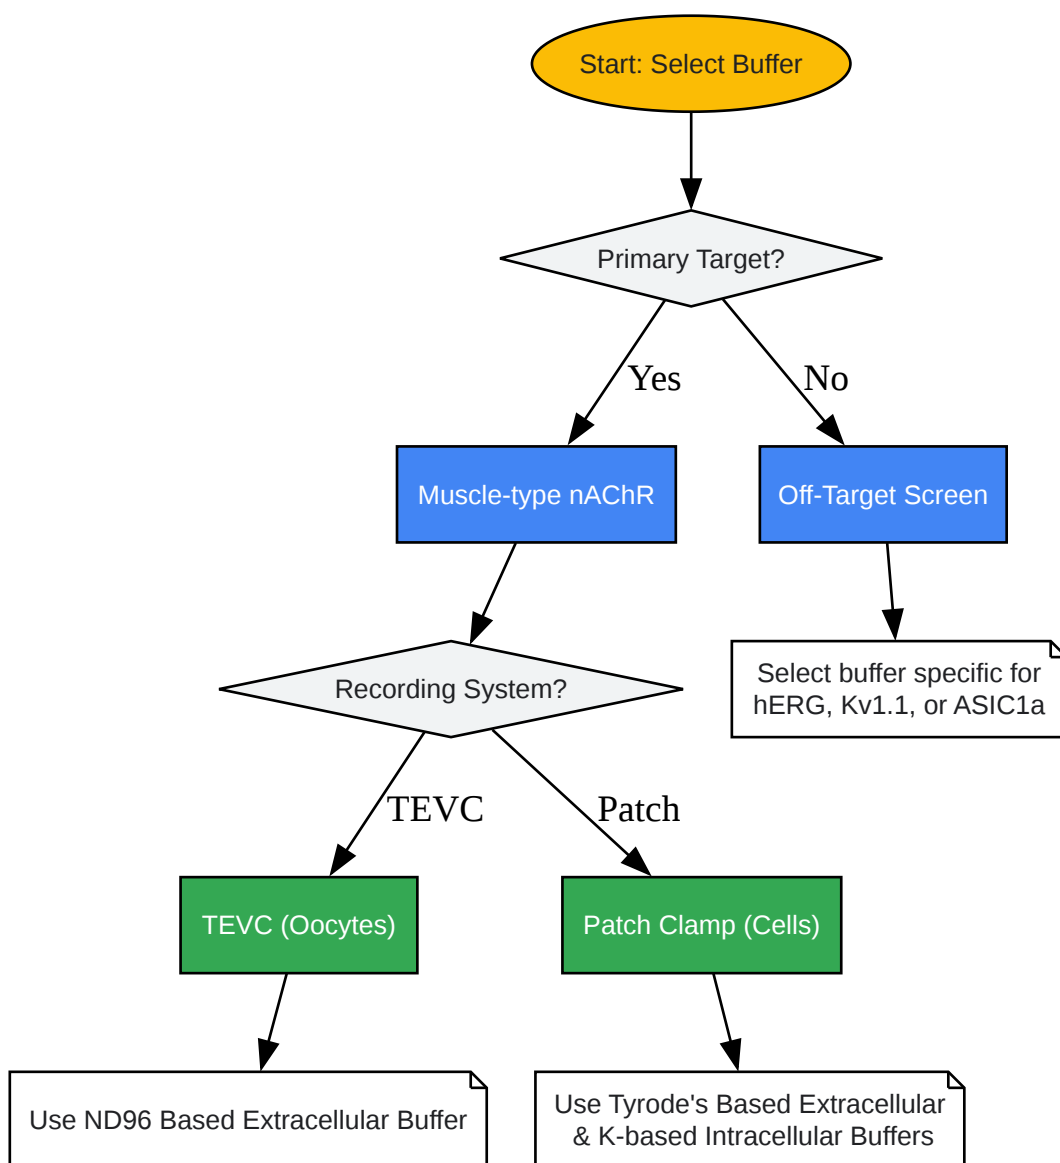 Start: Select Buffer
Primary Target?
Yes
No
Muscle-type nAChR
Off-Target Screen
Select buffer specific for
hERG, Kv1.1, or ASIC1a
Recording System?
TEVC
Patch
TEVC (Oocytes)
Patch Clamp (Cells)
Use ND96 Based Extracellular Buffer
Use Tyrode's Based Extracellular
& K-based Intracellular Buffers